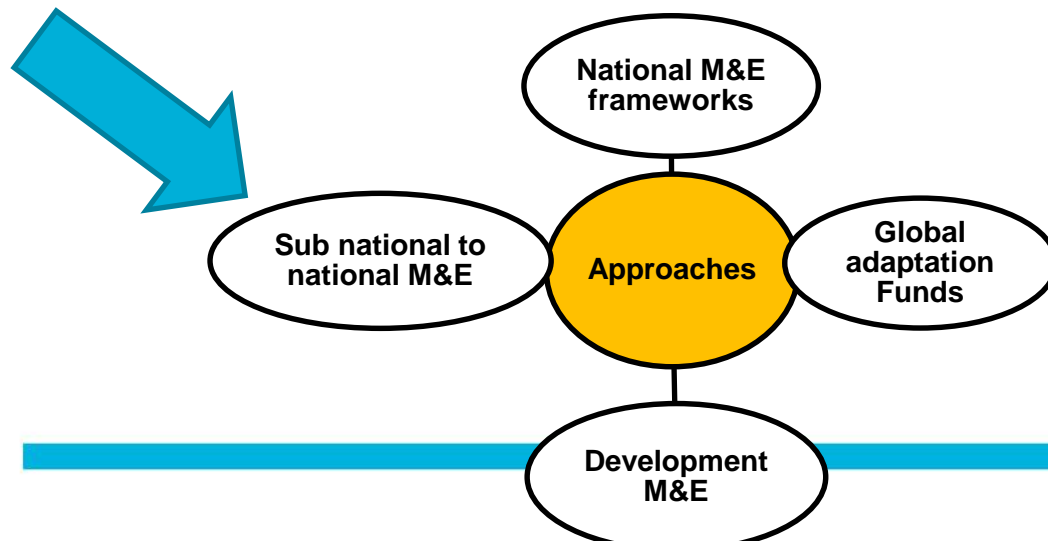 National M&E
frameworks
Sub national to
national M&E
Approaches
Global
adaptation
Funds
Development
M&E